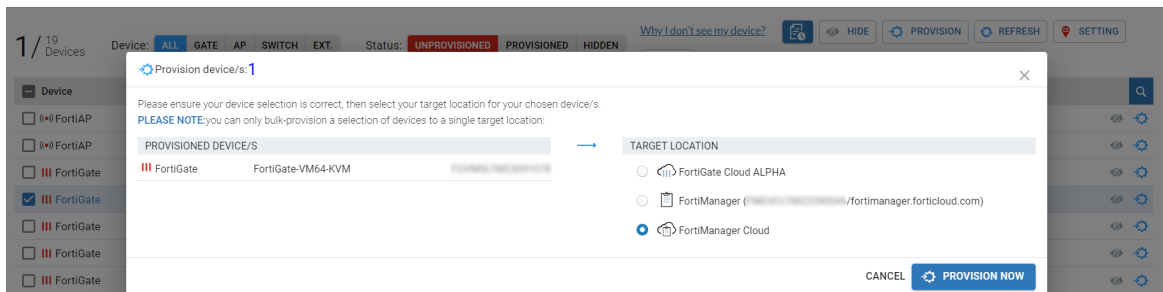 Why I don't see my device?
1/ 19 Devices Device: ALL GATE AP SWITCH EXT. Status: UNPROVISIONED PROVISIONED HIDDEN HIDE PROVISION REFRESH SETTING
Provision device/s:1
Device
Please ensure your device selection is correct, then select your target location for your chosen device/s.
FortiAP
PLEASE NOTE:you can only bulk-provision a selection of devices to a single target location:
FortiAP
PROVISIONED DEVICE/S → TARGET LOCATION
FortiGate
FortiGate FortiGate-VM64-KVM
FortiGate Cloud ALPHA
FortiGate
FortiManager ( /fortimanager.forticloud.com)
FortiGate
FortiManager Cloud
FortiGate
FortiGate
CANCEL PROVISION NOW